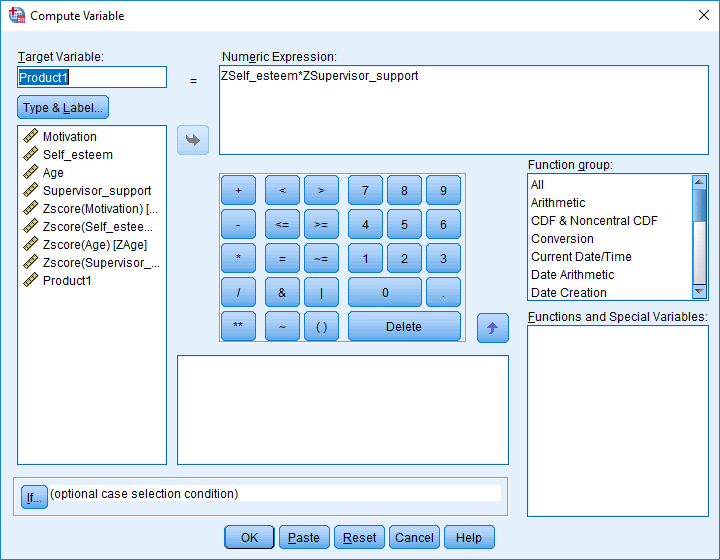 Compute Variable
Target Variable:
Product1
=
Numeric Expression:
ZSelf_esteem*ZSupervisor_support
Type & Label...
Motivation
Self_esteem
Age
Supervisor_support
Zscore(Motivation) [...
Zscore(Self_estee...
Zscore(Age) [ZAge]
Zscore(Supervisor_...
Product1
+ < > 7 8 9
- <= >= 4 5 6
* = ~= 1 2 3
/ & | 0 .
** ~ ( ) Delete
Function group:
All
Arithmetic
CDF & Noncentral CDF
Conversion
Current Date/Time
Date Arithmetic
Date Creation
Functions and Special Variables:
If... (optional case selection condition)
OK Paste Reset Cancel Help